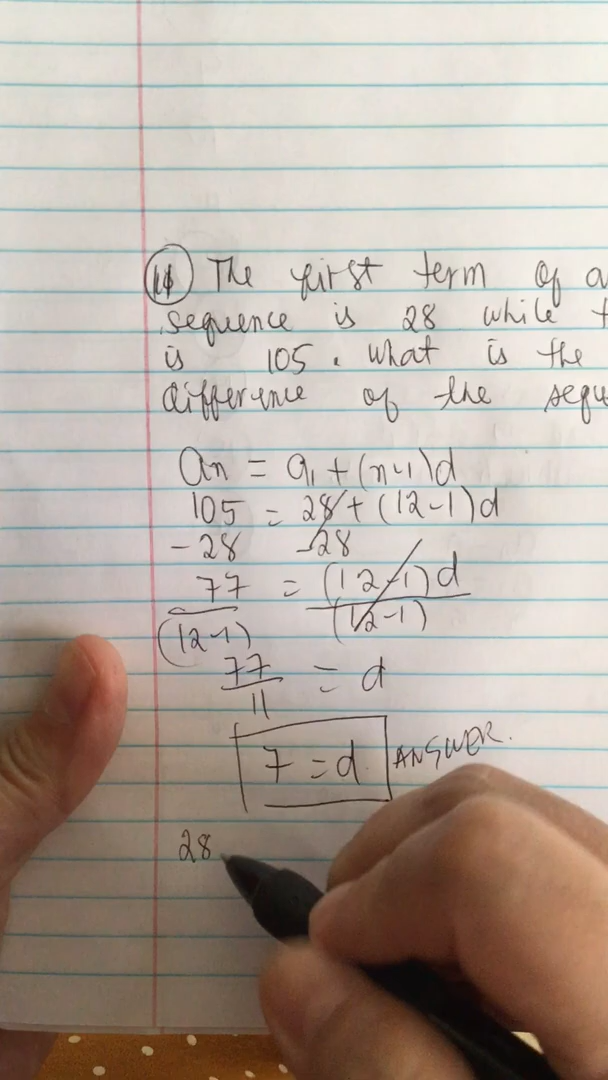 The first term of a
sequence is 28 while
is 105. what is the
difference of the sequ
an = a1 + (n-1)d
105 = 28 + (12-1)d
-28 -28
77 = (12-1)d
(12-1) (12-1)
77 = d
11
7 = d ANSWER.
28